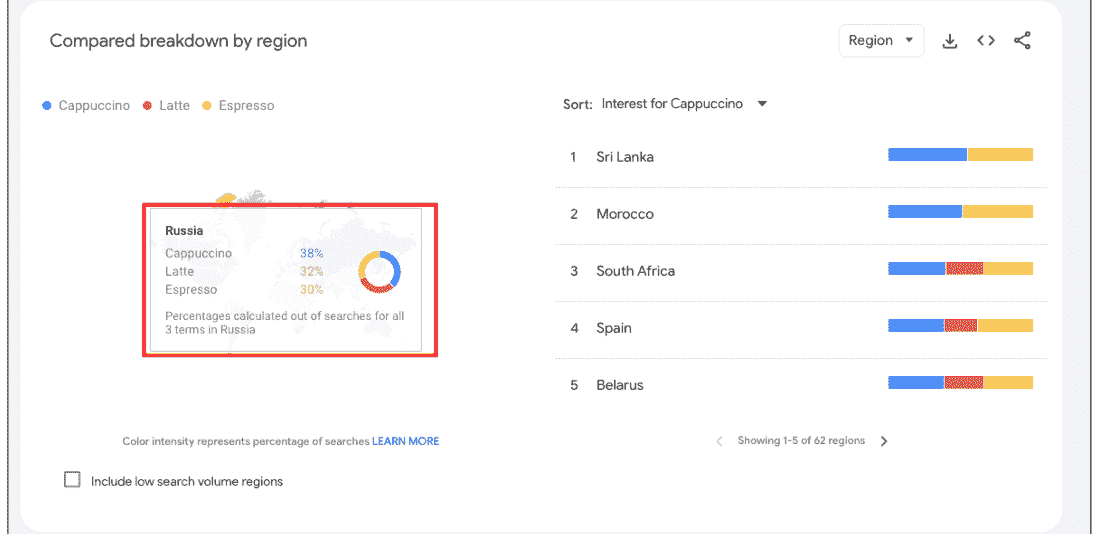 Compared breakdown by region
Region
Cappuccino Latte Espresso
Sort: Interest for Cappuccino
1 Sri Lanka
2 Morocco
3 South Africa
4 Spain
5 Belarus
Showing 1-5 of 62 regions
Russia
Cappuccino 38%
Latte 32%
Espresso 30%
Percentages calculated out of searches for all
3 terms in Russia
Color intensity represents percentage of searches LEARN MORE
Include low search volume regions